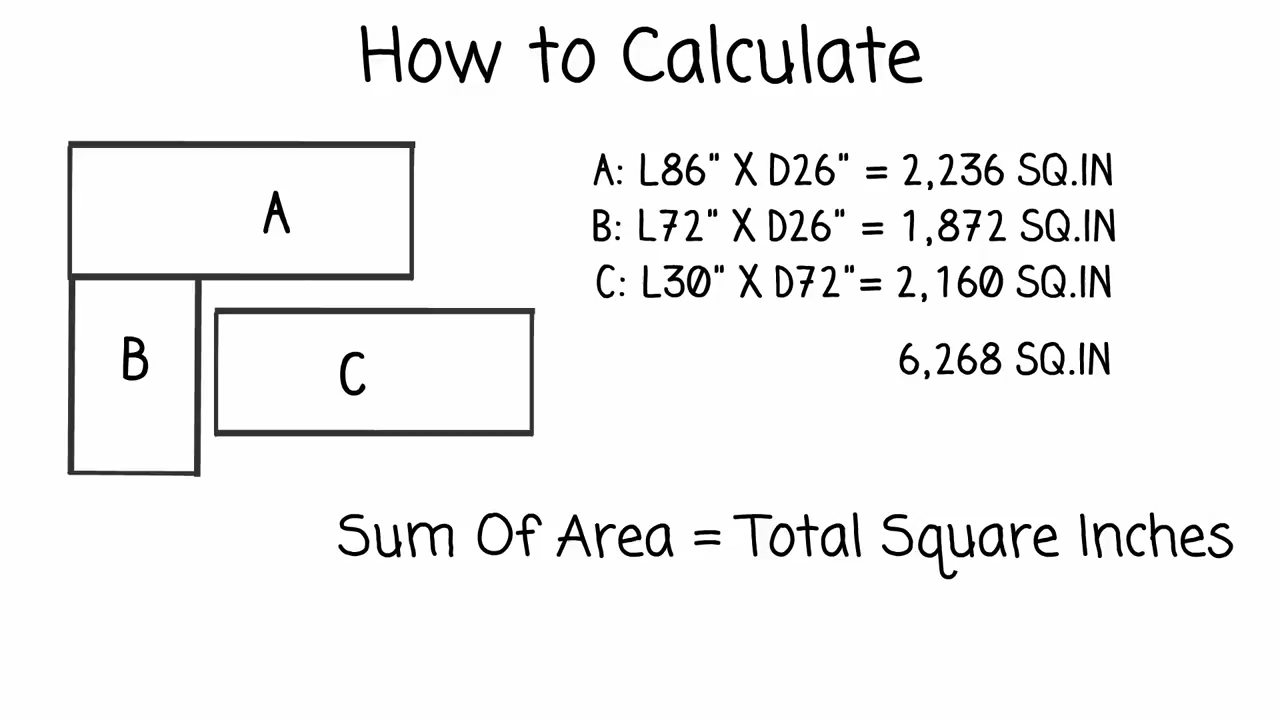 How to Calculate
A
B
C
A: L86" X D26" = 2,236 SQ.IN
B: L72" X D26" = 1,872 SQ.IN
C: L30" X D72"= 2,160 SQ.IN
6,268 SQ.IN
Sum Of Area = Total Square Inches